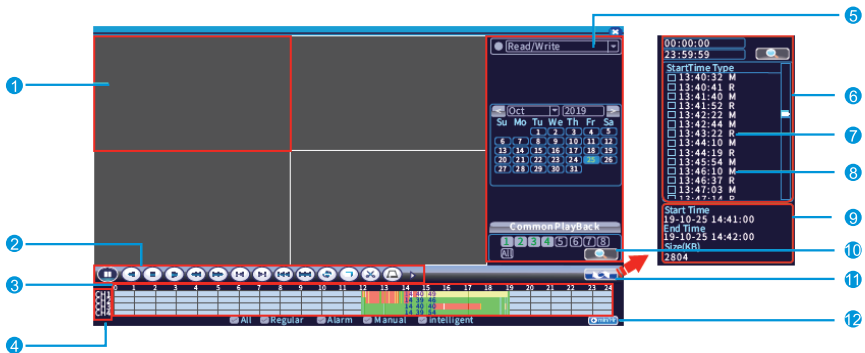 Read/Write
Oct 2019
Su Mo Tu We Th Fr Sa
1 2 3 4 5
6 7 8 9 10 11 12
13 14 15 16 17 18 19
20 21 22 23 24 25 26
27 28 29 30 31
CommonPlayBack
1 2 3 4 5 6 7 8
All
0 1 2 3 4 5 6 7 8 9 10 11 12 13 14 15 16 17 18 19 20 21 22 23 24
CH1
CH4
All Regular Alarm Manual intelligent
00:00:00
23:59:59
StartTime Type
13:40:32 M
13:40:41 R
13:41:40 M
13:41:52 R
13:42:22 M
13:42:44 M
13:43:22 R
13:44:10 M
13:44:19 R
13:45:54 M
13:46:10 M
13:46:37 R
13:47:03 M
13:47:14 R
Start Time
19-10-25 14:41:00
End Time
19-10-25 14:42:00
Size(KB)
2804
1
2
3
4
5
6
7
8
9
10
11
12